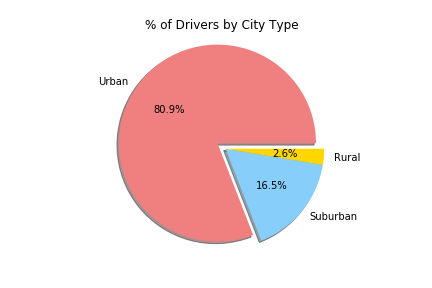 % of Drivers by City Type
Urban
80.9%
2.6%
Rural
16.5%
Suburban